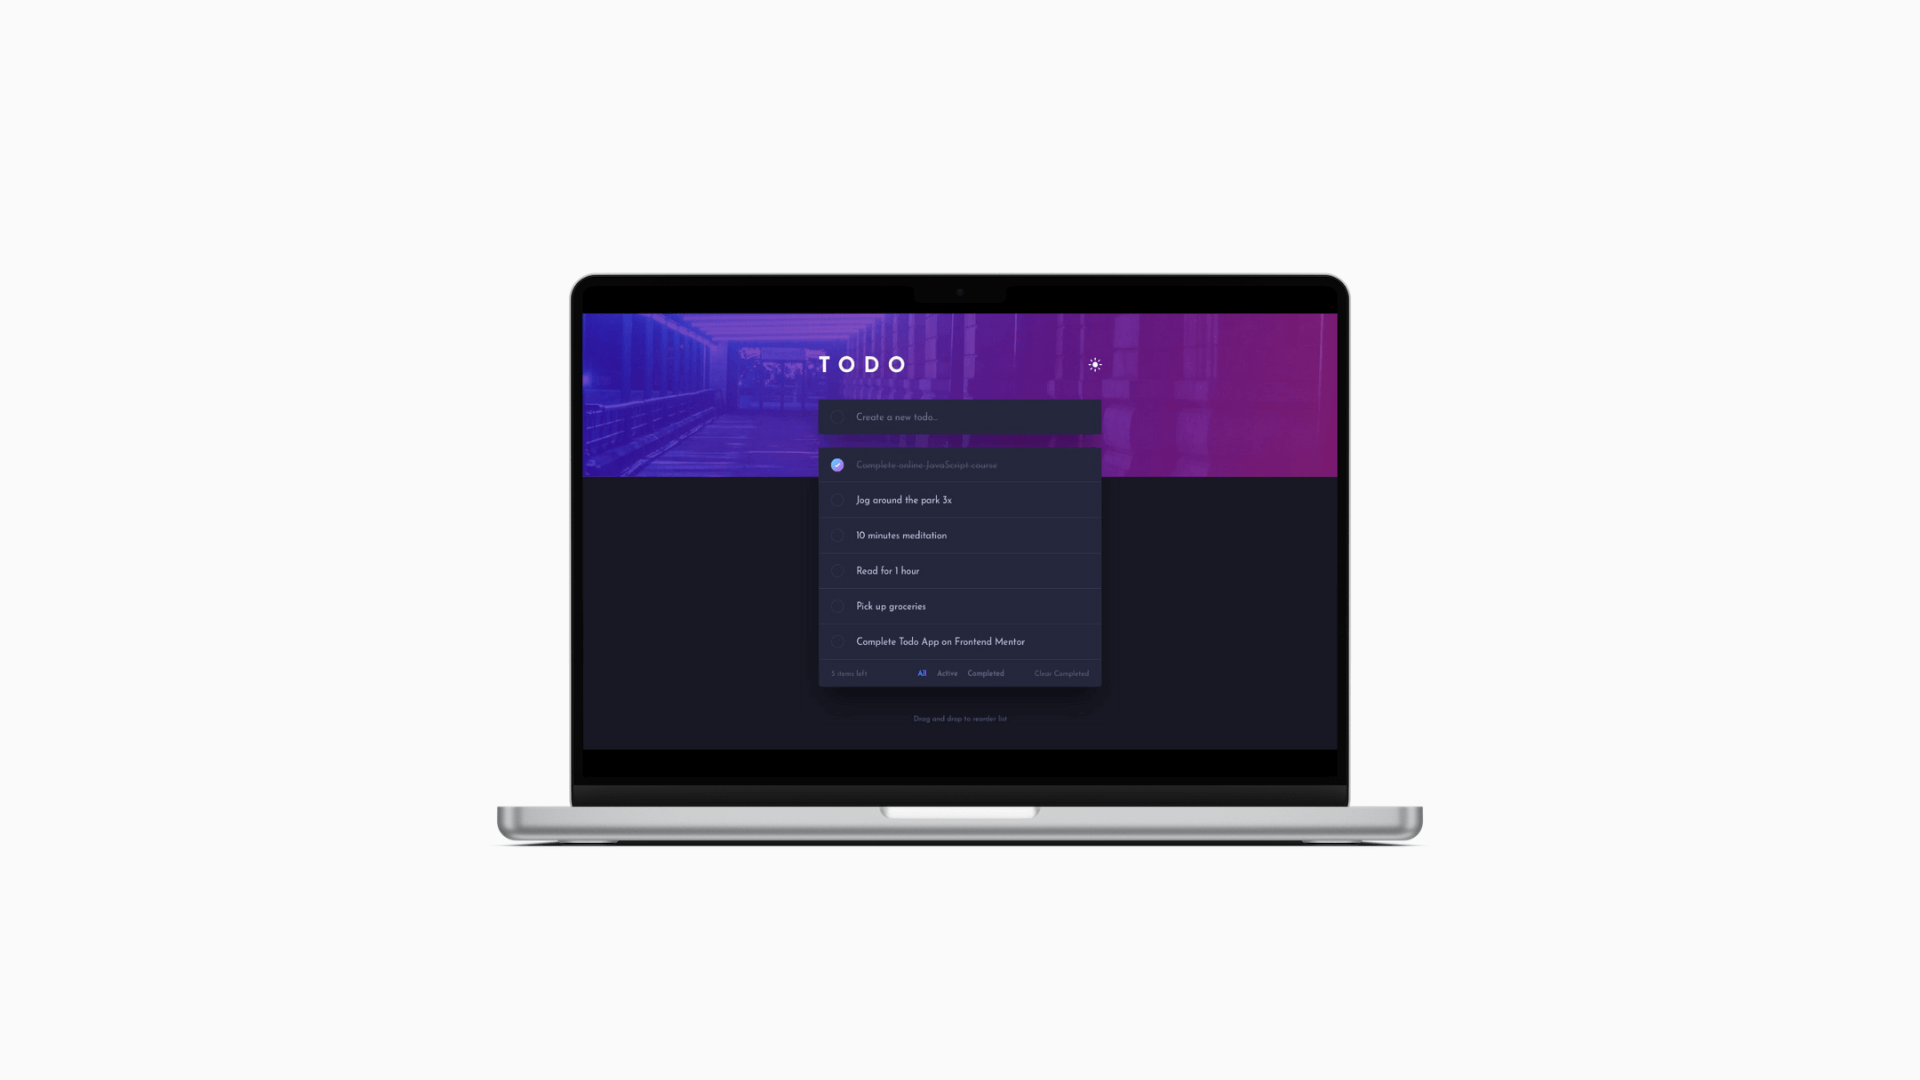 TODO
Create a new todo...
Complete online JavaScript course
Jog around the park 3x
10 minutes meditation
Read for 1 hour
Pick up groceries
Complete Todo App on Frontend Mentor
5 items left All Active Completed Clear Completed
Drag and drop to reorder list